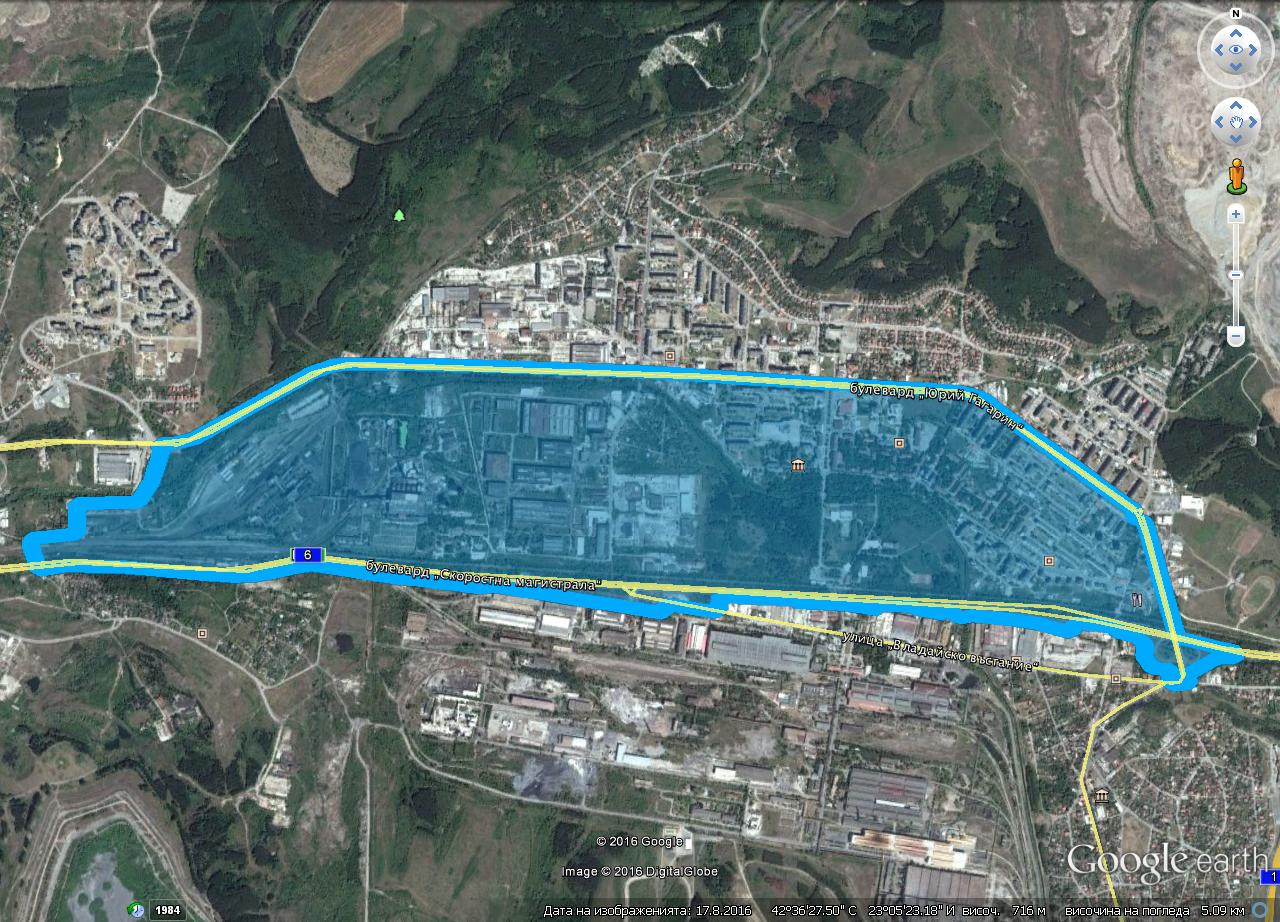 N
булевард „Юрий Гагарин“
6
булевард „Скоростна магистрала“
улица „Владайско въстание“
© 2016 Google
Image © 2016 DigitalGlobe
Google earth
1
1984
Дата на изображенията: 17.8.2016 42°36'27.50" С 23°05'23.18" И височ. 716 м височина на погледа 5.09 км